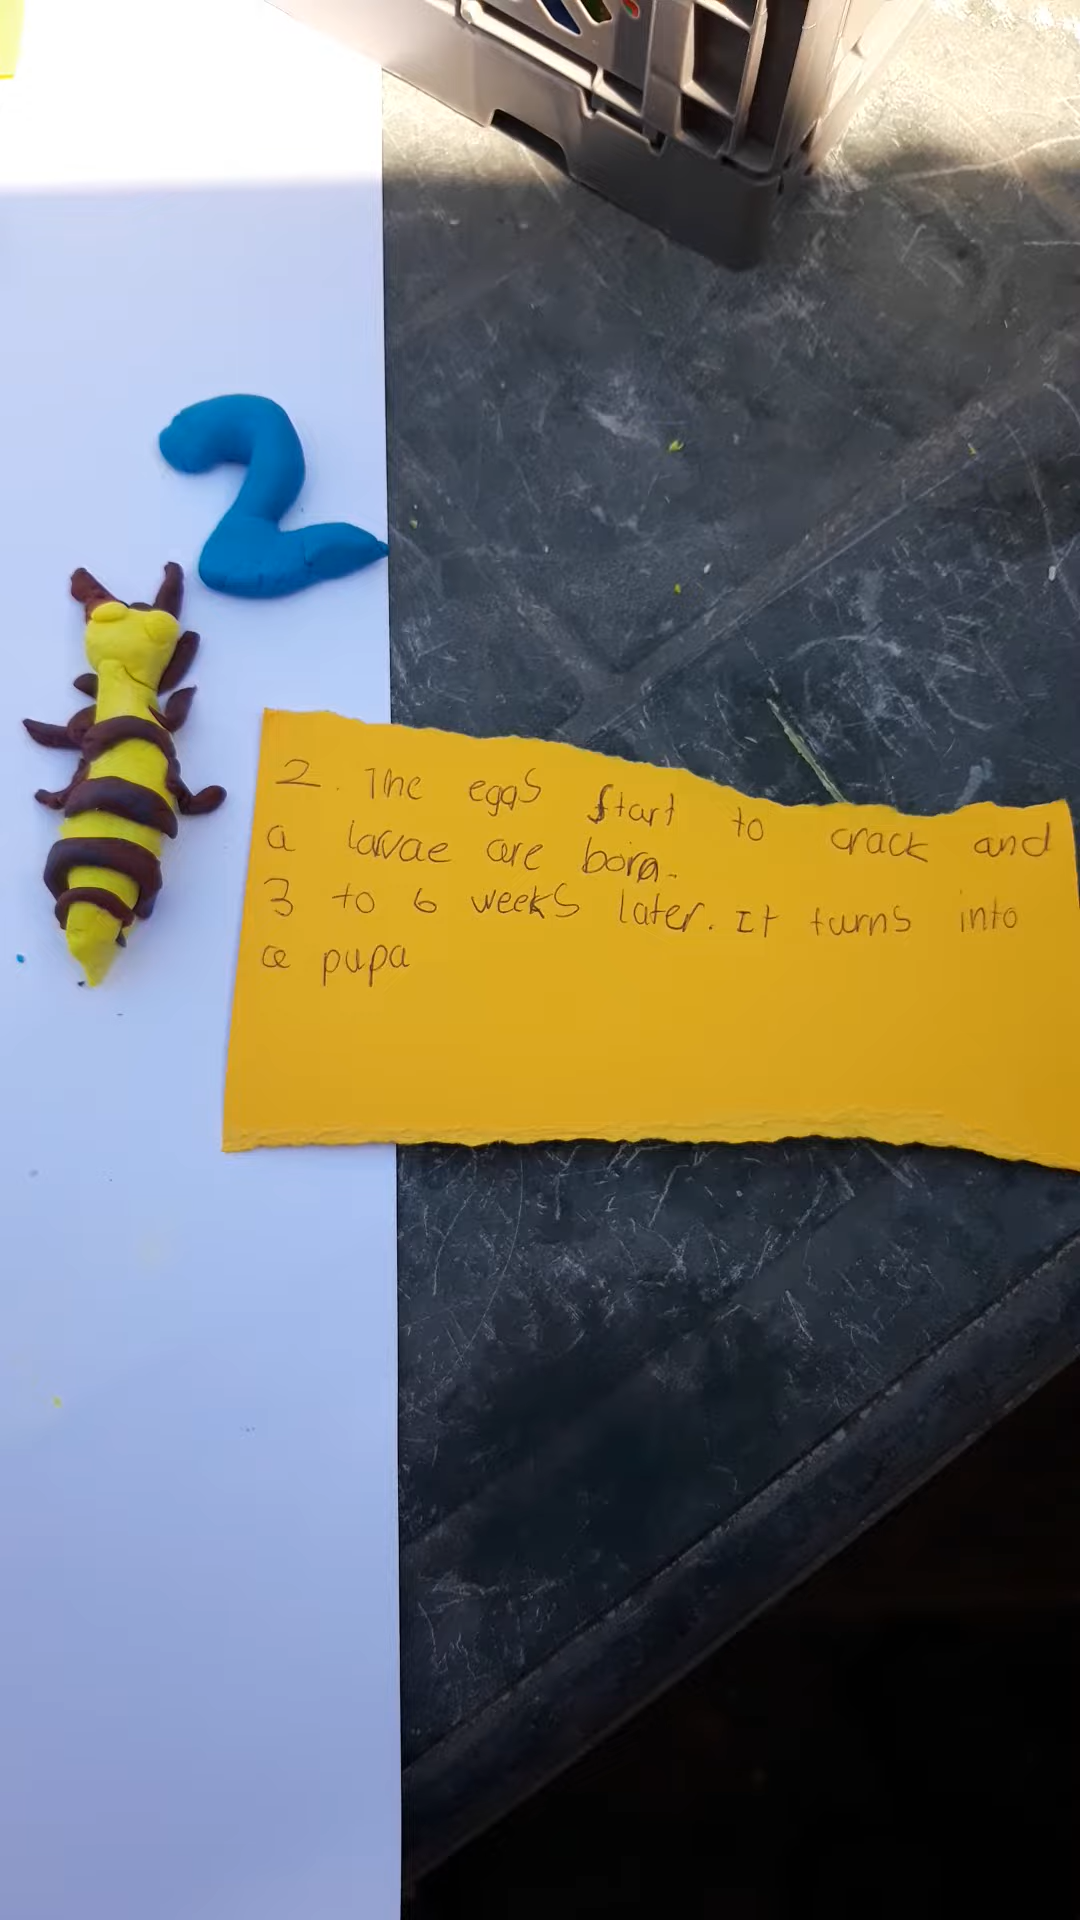 2
2. The eggs start to crack and
a larvae are born.
3 to 6 weeks later. It turns into
a pupa